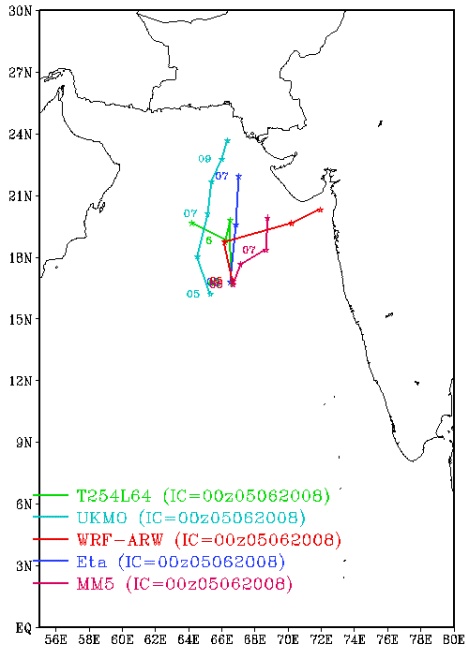 30N
27N
24N
09
07
21N
07
6
07
18N
05
15N
12N
9N
6N
T254L64 (IC=00z05062008)
UKMO (IC=00z05062008)
WRF-ARW (IC=00z05062008)
3N
Eta (IC=00z05062008)
MM5 (IC=00z05062008)
EQ
56E 58E 60E 62E 64E 66E 68E 70E 72E 74E 76E 78E 80E